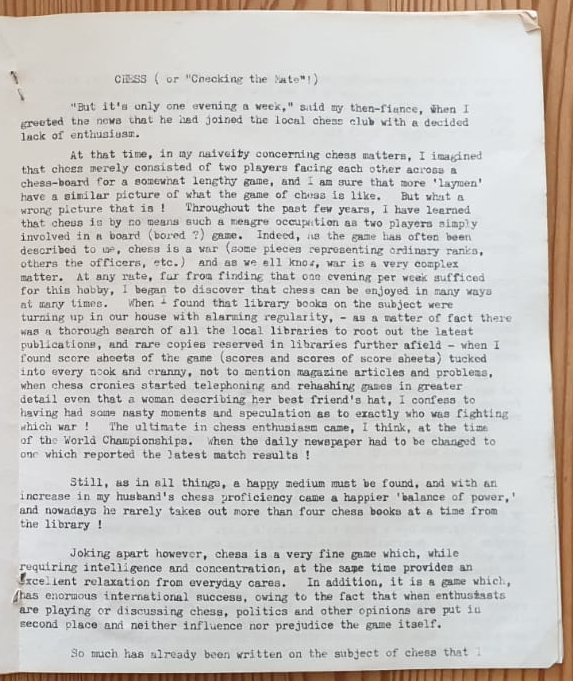 CHESS ( or "Checking the Mate"!)
"But it's only one evening a week," said my then-fiance, when I
greeted the news that he had joined the local chess club with a decided
lack of enthusiasm.
At that time, in my naiveity concerning chess matters, I imagined
that chess merely consisted of two players facing each other across a
chess-board for a somewhat lengthy game, and I am sure that more 'laymen'
have a similar picture of what the game of chess is like. But what a
wrong picture that is ! Throughout the past few years, I have learned
that chess is by no means such a meagre occupation as two players simply
involved in a board (bored ?) game. Indeed, as the game has often been
described to me, chess is a war (some pieces representing ordinary ranks,
others the officers, etc.) and as we all know, war is a very complex
matter. At any rate, far from finding that one evening per week sufficed
for this hobby, I began to discover that chess can be enjoyed in many ways
at many times. When I found that library books on the subject were
turning up in our house with alarming regularity, - as a matter of fact there
was a thorough search of all the local libraries to root out the latest
publications, and rare copies reserved in libraries further afield - when I
found score sheets of the game (scores and scores of score sheets) tucked
into every nook and cranny, not to mention magazine articles and problems,
when chess cronies started telephoning and rehashing games in greater
detail even that a woman describing her best friend's hat, I confess to
having had some nasty moments and speculation as to exactly who was fighting
which war ! The ultimate in chess enthusiasm came, I think, at the time
of the World Championships. When the daily newspaper had to be changed to
one which reported the latest match results !
Still, as in all things, a happy medium must be found, and with an
increase in my husband's chess proficiency came a happier 'balance of power,'
and nowadays he rarely takes out more than four chess books at a time from
the library !
Joking apart however, chess is a very fine game which, while
requiring intelligence and concentration, at the same time provides an
excellent relaxation from everyday cares. In addition, it is a game which,
has enormous international success, owing to the fact that when enthusiasts
are playing or discussing chess, politics and other opinions are put in
second place and neither influence nor prejudice the game itself.
So much has already been written on the subject of chess that I